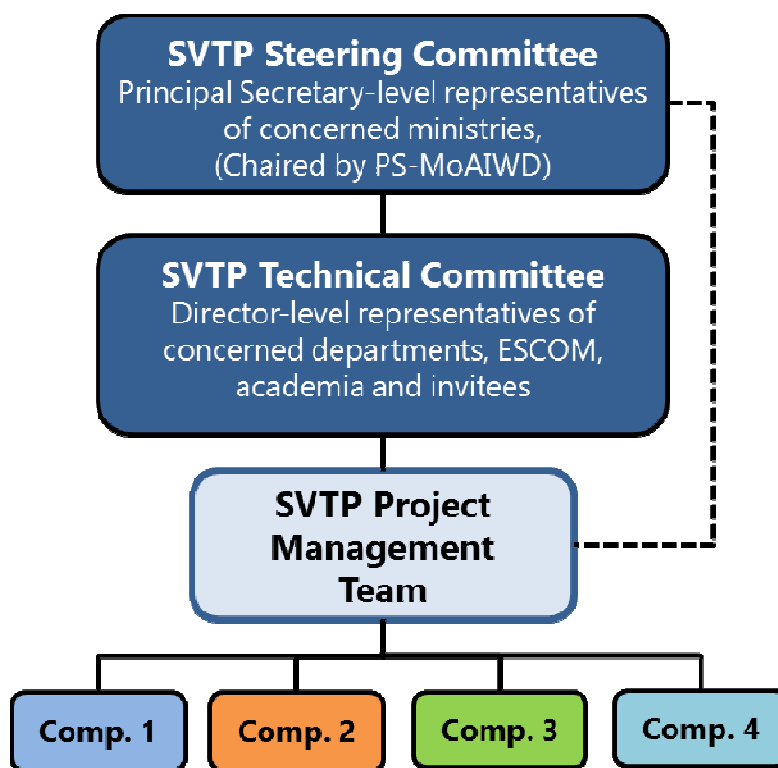 SVTP Steering Committee
Principal Secretary-level representatives
of concerned ministries,
(Chaired by PS-MoAIWD)
SVTP Technical Committee
Director-level representatives of
concerned departments, ESCOM,
academia and invitees
SVTP Project
Management
Team
Comp. 1
Comp. 2
Comp. 3
Comp. 4